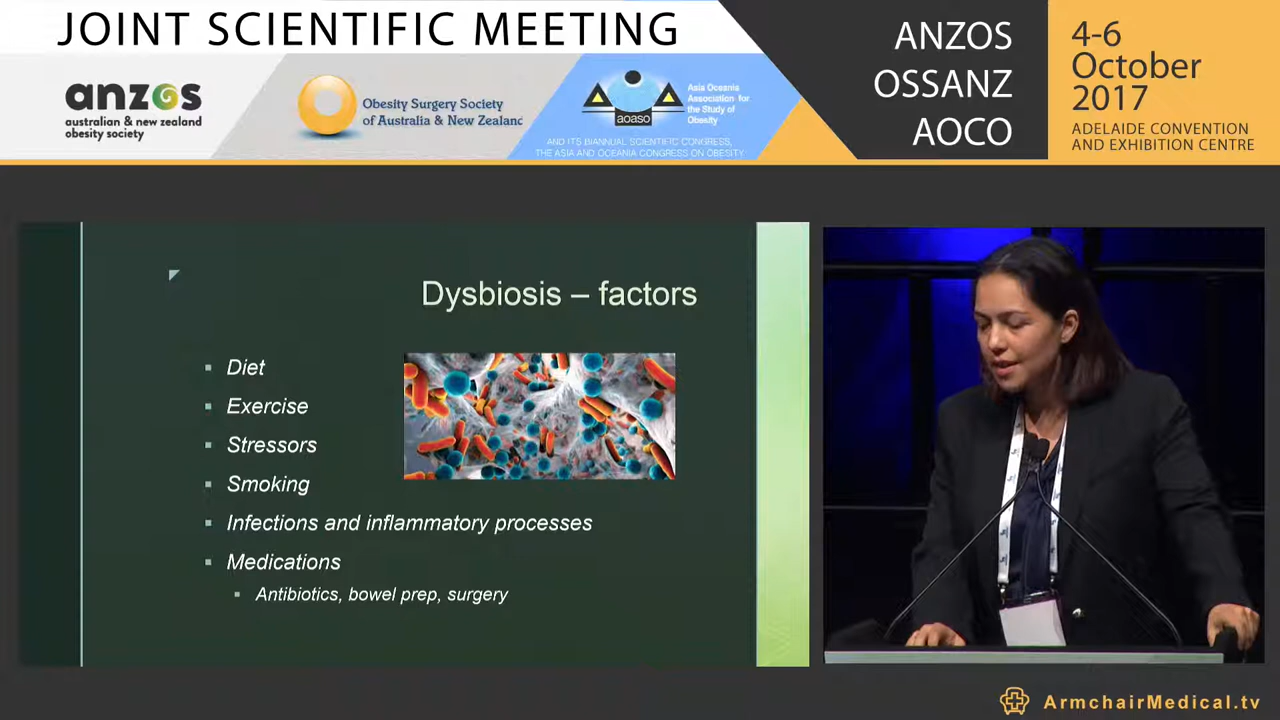 JOINT SCIENTIFIC MEETING
anzos
australian & new zealand
obesity society
Obesity Surgery Society
of Australia & New Zealand
aoaso
Asia Oceania
Association for
the Study of
Obesity
AND ITS BIANNUAL SCIENTIFIC CONGRESS,
THE ASIA AND OCEANIA CONGRESS ON OBESITY
ANZOS
OSSANZ
AOCO
4-6
October
2017
ADELAIDE CONVENTION
AND EXHIBITION CENTRE
Dysbiosis – factors
Diet
Exercise
Stressors
Smoking
Infections and inflammatory processes
Medications
Antibiotics, bowel prep, surgery
ArmchairMedical.tv